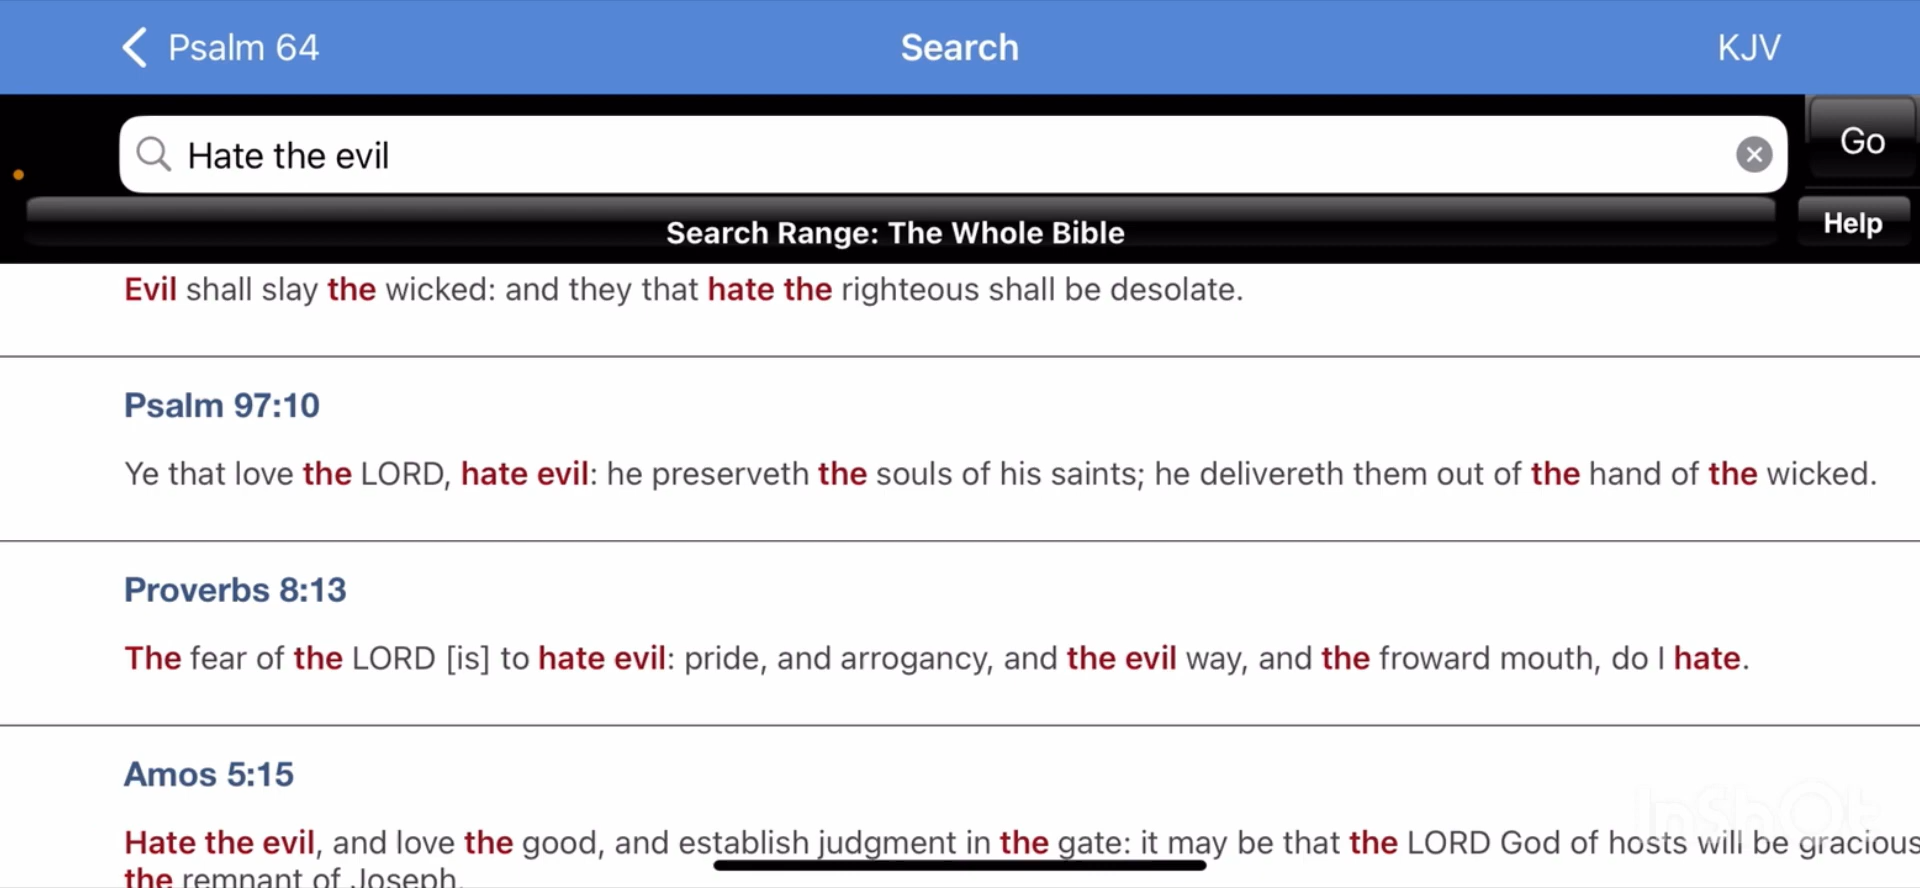 Psalm 64
Search
KJV
Hate the evil
Go
Search Range: The Whole Bible
Help
Evil shall slay the wicked: and they that hate the righteous shall be desolate.
Psalm 97:10
Ye that love the LORD, hate evil: he preserveth the souls of his saints; he delivereth them out of the hand of the wicked.
Proverbs 8:13
The fear of the LORD [is] to hate evil: pride, and arrogancy, and the evil way, and the froward mouth, do I hate.
Amos 5:15
Hate the evil, and love the good, and establish judgment in the gate: it may be that the LORD God of hosts will be gracious
the remnant of Joseph.
InShOt